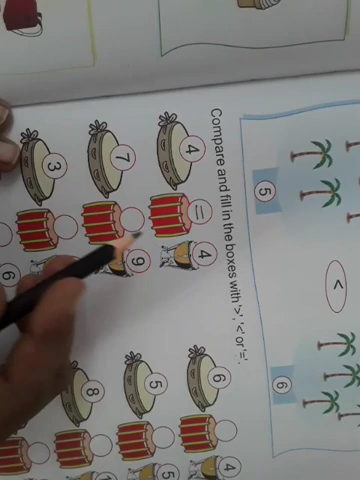 5 < 6
Compare and fill in the boxes with '>', '<' or '='.
4 = 4 6 4
7 9 5 5
3 6 8